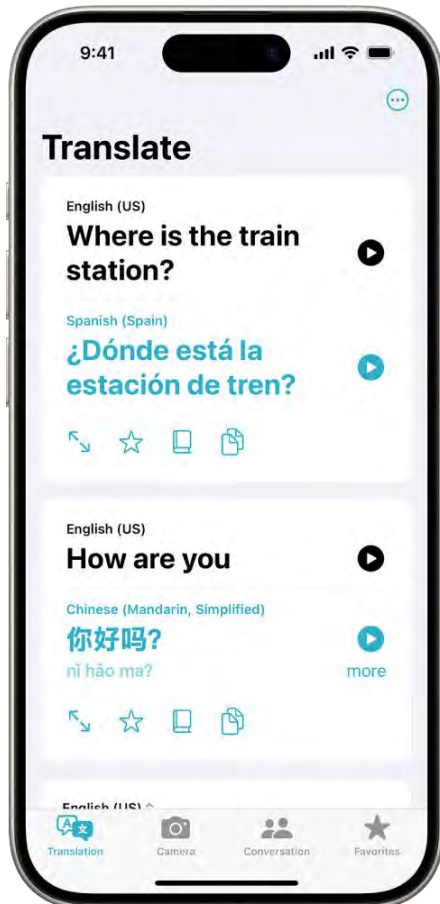 9:41
Translate
English (US)
Where is the train
station?
Spanish (Spain)
¿Dónde está la
estación de tren?
English (US)
How are you
Chinese (Mandarin, Simplified)
你好吗?
nǐ hǎo ma?
more
English (US)
Translation
Camera
Conversation
Favorites